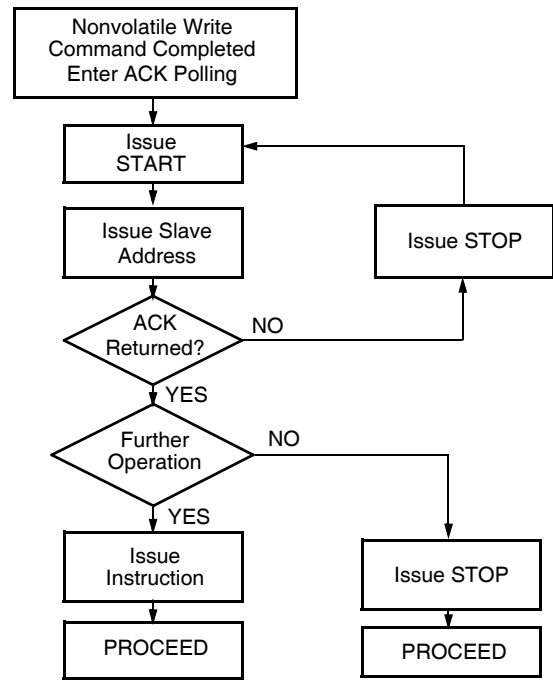 Nonvolatile Write
Command Completed
Enter ACK Polling
Issue
START
Issue Slave
Address
Issue STOP
ACK
Returned?
NO
YES
Further
Operation
NO
YES
Issue
Instruction
Issue STOP
PROCEED
PROCEED